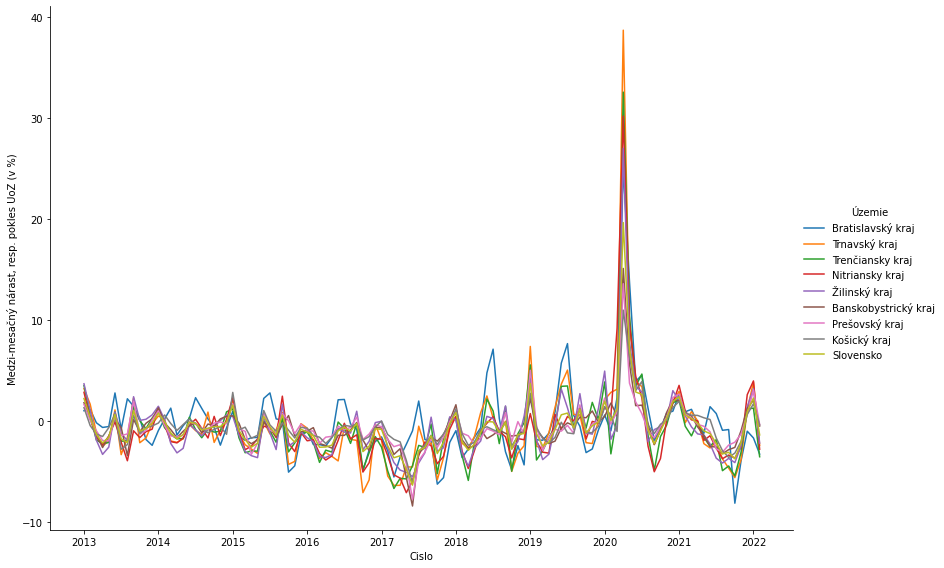 40
30
20
10
0
−10
Medzi-mesačný nárast, resp. pokles UoZ (v %)
2013 2014 2015 2016 2017 2018 2019 2020 2021 2022
Cislo
Územie
Bratislavský kraj
Trnavský kraj
Trenčiansky kraj
Nitriansky kraj
Žilinský kraj
Banskobystrický kraj
Prešovský kraj
Košický kraj
Slovensko